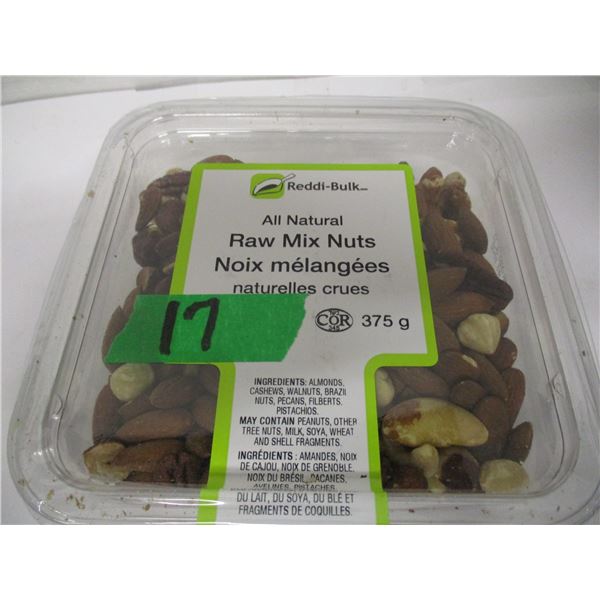 Reddi-Bulk
All Natural
Raw Mix Nuts
Noix mélangées
naturelles crues
17
COR
375 g
INGREDIENTS: ALMONDS,
CASHEWS, WALNUTS, BRAZIL
NUTS, PECANS, FILBERTS,
PISTACHIOS.
MAY CONTAIN PEANUTS, OTHER
TREE NUTS, MILK, SOYA, WHEAT
AND SHELL FRAGMENTS.
INGRÉDIENTS : AMANDES, NOIX
DE CAJOU, NOIX DE GRENOBLE,
NOIX DU BRÉSIL, PACANES,
AVELINES, PISTACHES.
DU LAIT, DU SOYA, DU BLÉ ET
FRAGMENTS DE COQUILLES.